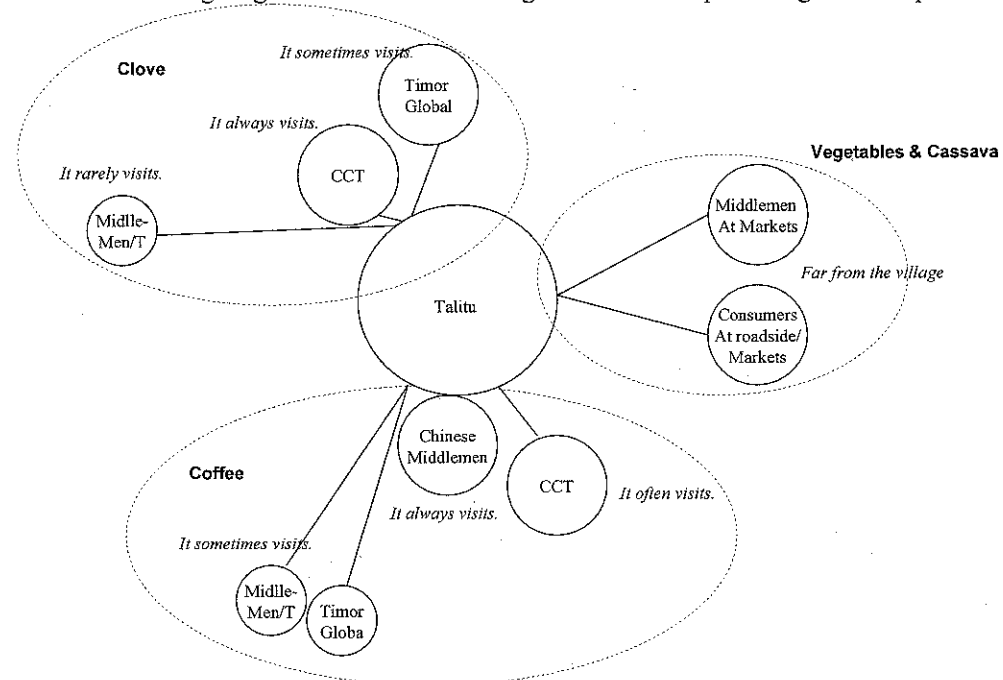 It sometimes visits.
Clove
Timor
Global
It always visits.
CCT
It rarely visits.
Midlle-
Men/T
Vegetables & Cassava
Middlemen
At Markets
Far from the village
Talitu
Consumers
At roadside/
Markets
Chinese
Middlemen
Coffee
CCT
It often visits.
It always visits.
It sometimes visits.
Midlle-
Men/T
Timor
Globa